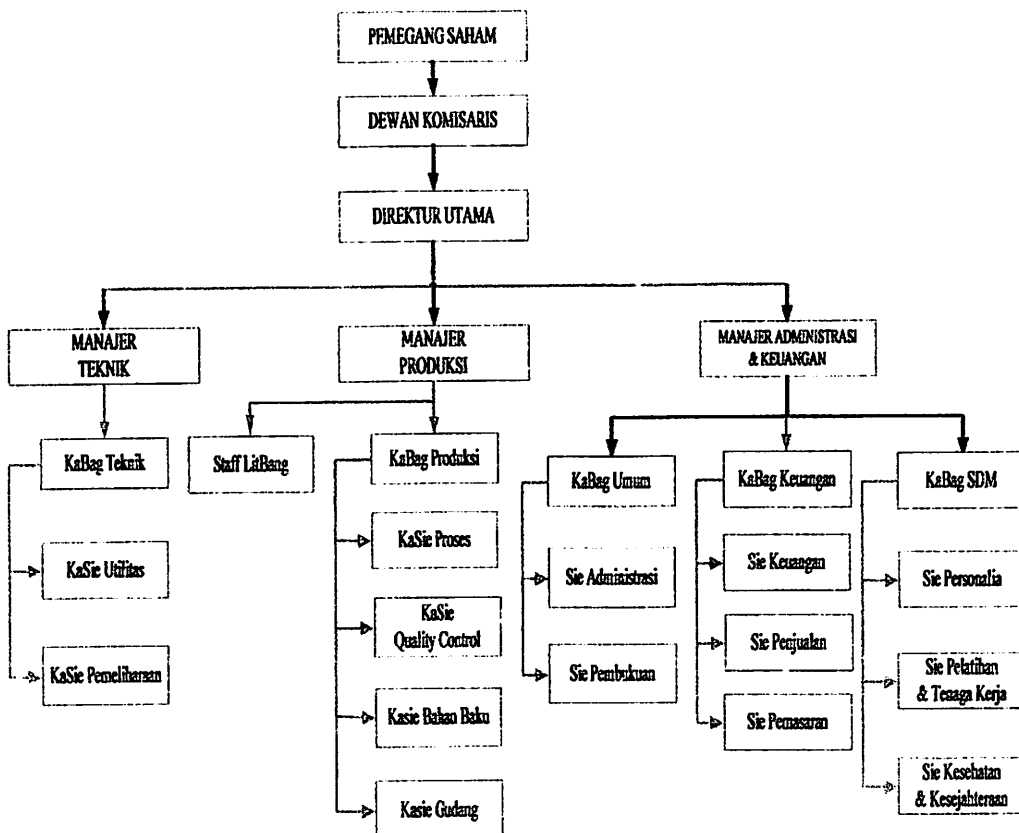 PEMEGANG SAHAM
DEWAN KOMISARIS
DIREKTUR UTAMA
MANAJER
TEKNIK
MANAJER
PRODUKSI
MANAJER ADMINISTRASI
& KEUANGAN
KaBag Teknik
Staff LitBang
KaBag Produksi
KaBag Umum
KaBag Keuangan
KaBag SDM
KaSie Utilitas
KaSie Pemeliharaan
KaSie Proses
KaSie
Quality Control
Kasie Bahan Baku
Kasie Gudang
Sie Administrasi
Sie Pembukuan
Sie Keuangan
Sie Penjualan
Sie Pemasaran
Sie Personalia
Sie Pelatihan
& Tenaga Kerja
Sie Kesehatan
& Kesejahteraan